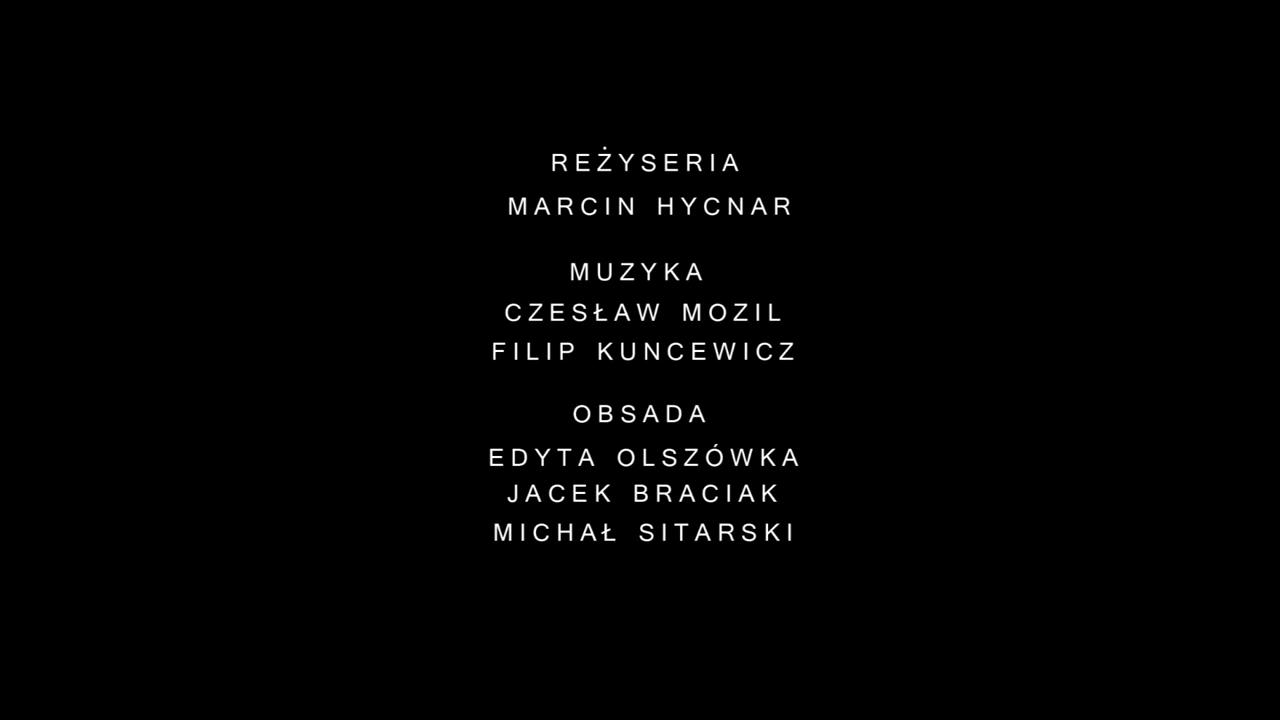 REŻYSERIA
MARCIN HYCNAR
MUZYKA
CZESŁAW MOZIL
FILIP KUNCEWICZ
OBSADA
EDYTA OLSZÓWKA
JACEK BRACIAK
MICHAŁ SITARSKI